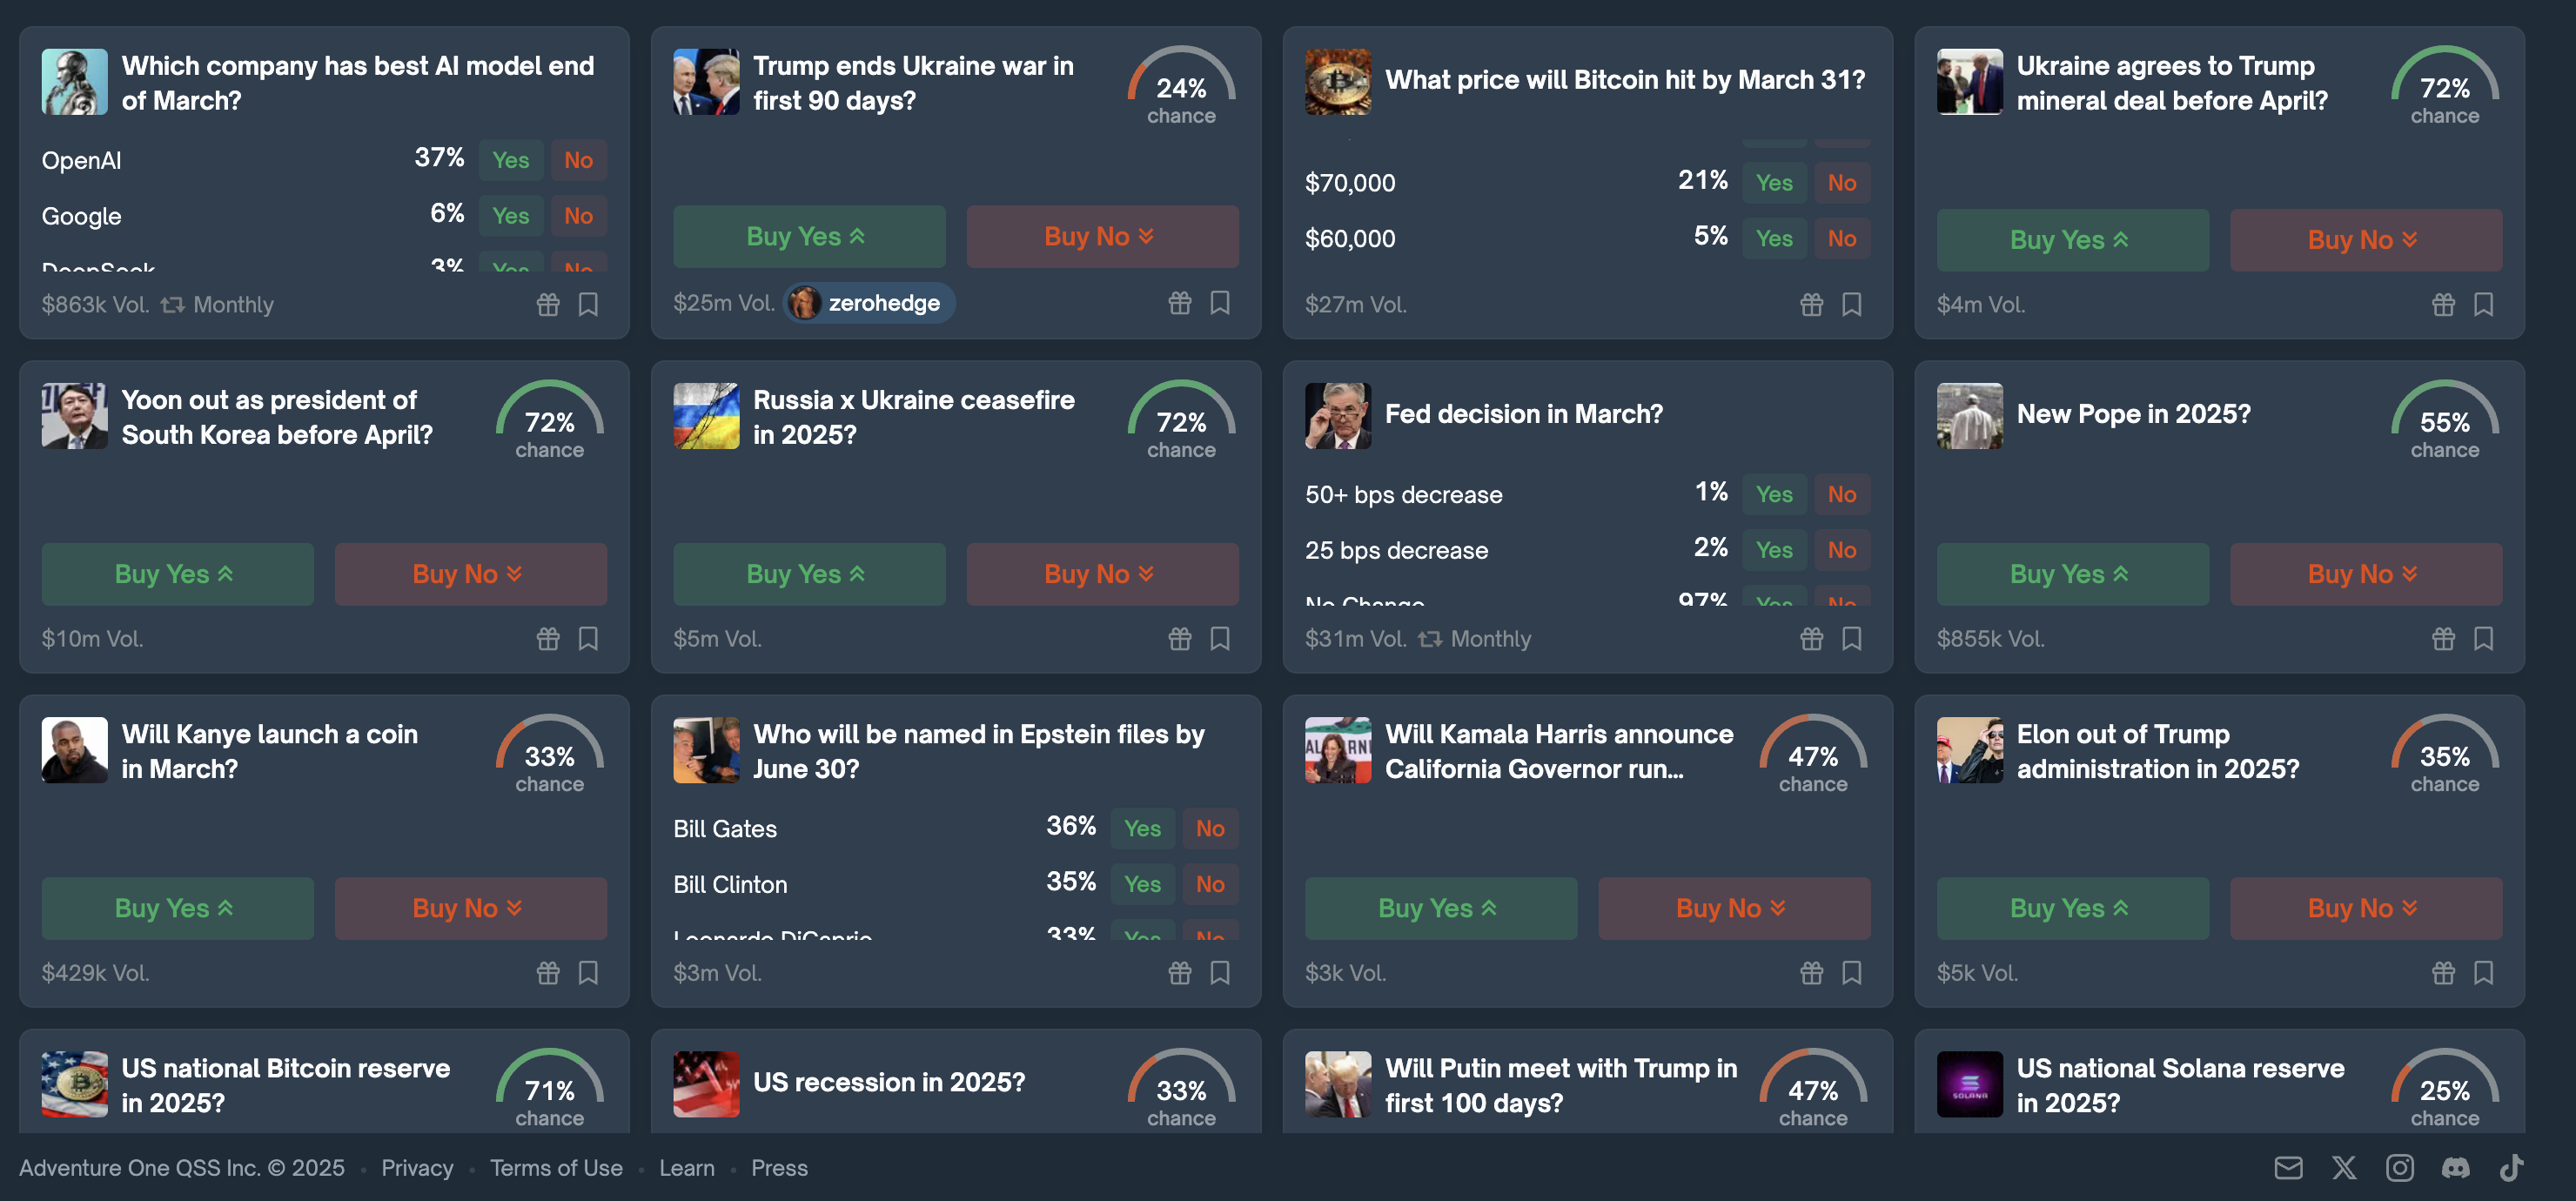 Which company has best AI model end
of March?
OpenAI 37% Yes No
Google 6% Yes No
DeepSeek 3% Yes No
$863k Vol. Monthly
Trump ends Ukraine war in
first 90 days?
24%
chance
Buy Yes Buy No
$25m Vol. zerohedge
What price will Bitcoin hit by March 31?
$70,000 21% Yes No
$60,000 5% Yes No
$27m Vol.
Ukraine agrees to Trump
mineral deal before April?
72%
chance
Buy Yes Buy No
$4m Vol.
Yoon out as president of
South Korea before April?
72%
chance
Buy Yes Buy No
$10m Vol.
Russia x Ukraine ceasefire
in 2025?
72%
chance
Buy Yes Buy No
$5m Vol.
Fed decision in March?
50+ bps decrease 1% Yes No
25 bps decrease 2% Yes No
No Change 97% Yes No
$31m Vol. Monthly
New Pope in 2025?
55%
chance
Buy Yes Buy No
$855k Vol.
Will Kanye launch a coin
in March?
33%
chance
Buy Yes Buy No
$429k Vol.
Who will be named in Epstein files by
June 30?
Bill Gates 36% Yes No
Bill Clinton 35% Yes No
Leonardo DiCaprio 33% Yes No
$3m Vol.
Will Kamala Harris announce
California Governor run...
47%
chance
Buy Yes Buy No
$3k Vol.
Elon out of Trump
administration in 2025?
35%
chance
Buy Yes Buy No
$5k Vol.
US national Bitcoin reserve
in 2025?
71%
chance
US recession in 2025?
33%
chance
Will Putin meet with Trump in
first 100 days?
47%
chance
SOLANA
US national Solana reserve
in 2025?
25%
chance
Adventure One QSS Inc. © 2025 • Privacy • Terms of Use • Learn • Press